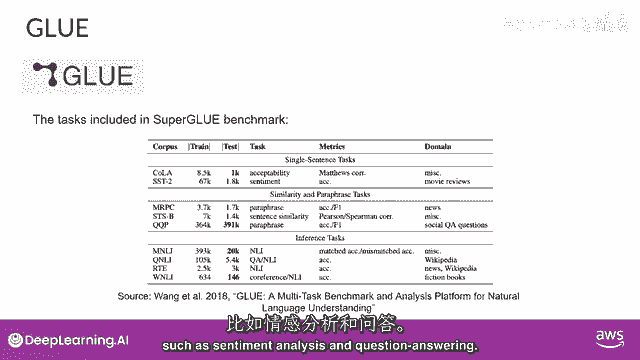 GLUE
GLUE
The tasks included in SuperGLUE benchmark:
Corpus |Train| |Test| Task Metrics Domain
Single-Sentence Tasks
CoLA 8.5k 1k acceptability Matthews corr. misc.
SST-2 67k 1.8k sentiment acc. movie reviews
Similarity and Paraphrase Tasks
MRPC 3.7k 1.7k paraphrase acc./F1 news
STS-B 7k 1.4k sentence similarity Pearson/Spearman corr. misc.
QQP 364k 391k paraphrase acc./F1 social QA questions
Inference Tasks
MNLI 393k 20k NLI matched acc./mismatched acc. misc.
QNLI 105k 5.4k QA/NLI acc. Wikipedia
RTE 2.5k 3k NLI acc. news, Wikipedia
WNLI 634 146 coreference/NLI acc. fiction books
Source: Wang et al. 2018, “GLUE: A Multi-Task Benchmark and Analysis Platform for Natural
Language Understanding”
比如情感分析和问答。
such as sentiment analysis and question-answering.
DeepLearning.AI
aws